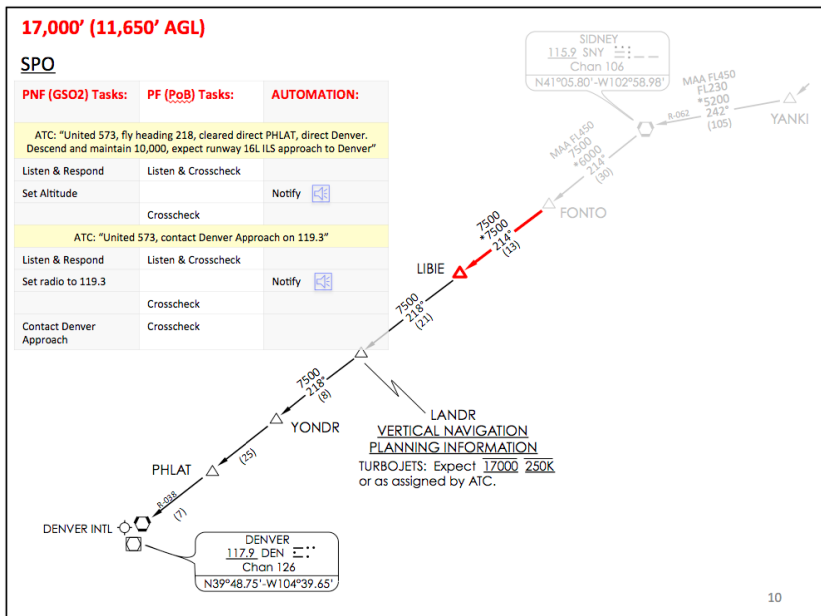 17,000’ (11,650’ AGL)
SPO
PNF (GSO2) Tasks: PF (PoB) Tasks: AUTOMATION:
ATC: “United 573, fly heading 218, cleared direct PHLAT, direct Denver.
Descend and maintain 10,000, expect runway 16L ILS approach to Denver”
Listen & Respond Listen & Crosscheck
Set Altitude Notify
Crosscheck
ATC: “United 573, contact Denver Approach on 119.3”
Listen & Respond Listen & Crosscheck
Set radio to 119.3 Notify
Crosscheck
Contact Denver Crosscheck
Approach
SIDNEY
115.9 SNY
Chan 106
N41°05.80'-W102°58.98'
MAA FL450
FL230
*5200
242°
(105)
R-062
YANKI
MAA FL450
7500
*6000
214°
(30)
FONTO
7500
*7500
214°
(13)
LIBIE
7500
218°
(21)
7500
218°
(8)
LANDR
VERTICAL NAVIGATION
PLANNING INFORMATION
TURBOJETS: Expect 17000 250K
or as assigned by ATC.
YONDR
(25)
PHLAT
R-038
(7)
DENVER INTL
DENVER
117.9 DEN
Chan 126
N39°48.75'-W104°39.65'
10